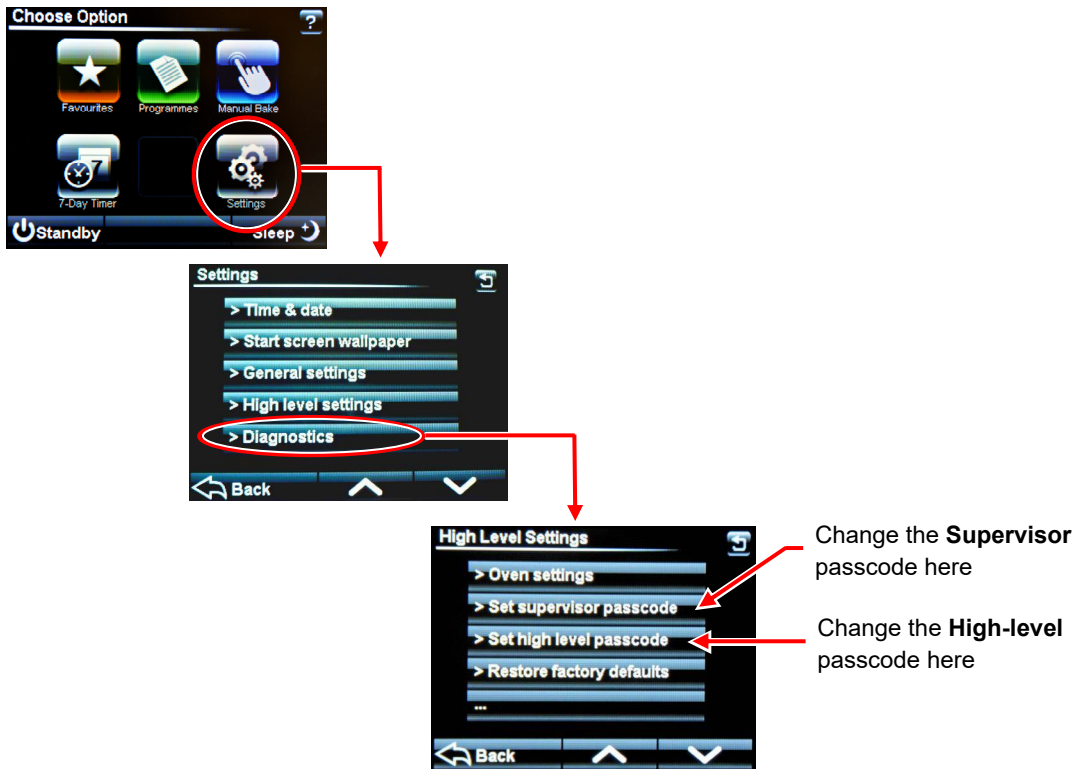 Choose Option
?
Favourites
Programmes
Manual Bake
7
7-Day Timer
Settings
Standby
Sleep
Settings
> Time & date
> Start screen wallpaper
> General settings
> High level settings
> Diagnostics
Back
High Level Settings
> Oven settings
> Set supervisor passcode
> Set high level passcode
> Restore factory defaults
...
Back
Change the Supervisor
passcode here
Change the High-level
passcode here